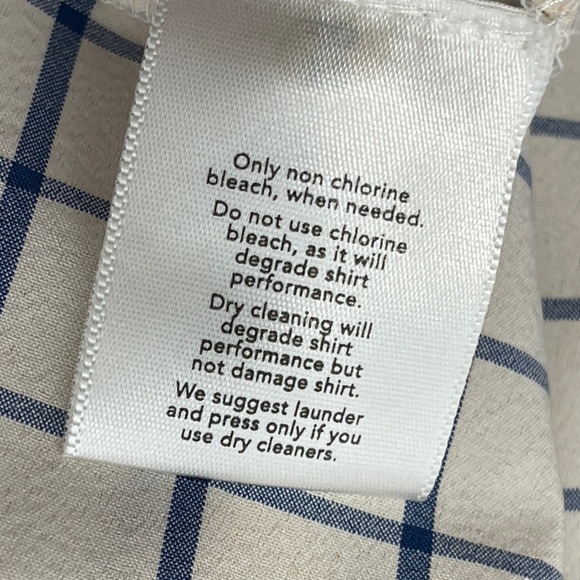 Only non chlorine
bleach, when needed.
Do not use chlorine
bleach, as it will
degrade shirt
performance.
Dry cleaning will
degrade shirt
performance but
not damage shirt.
We suggest launder
and press only if you
use dry cleaners.